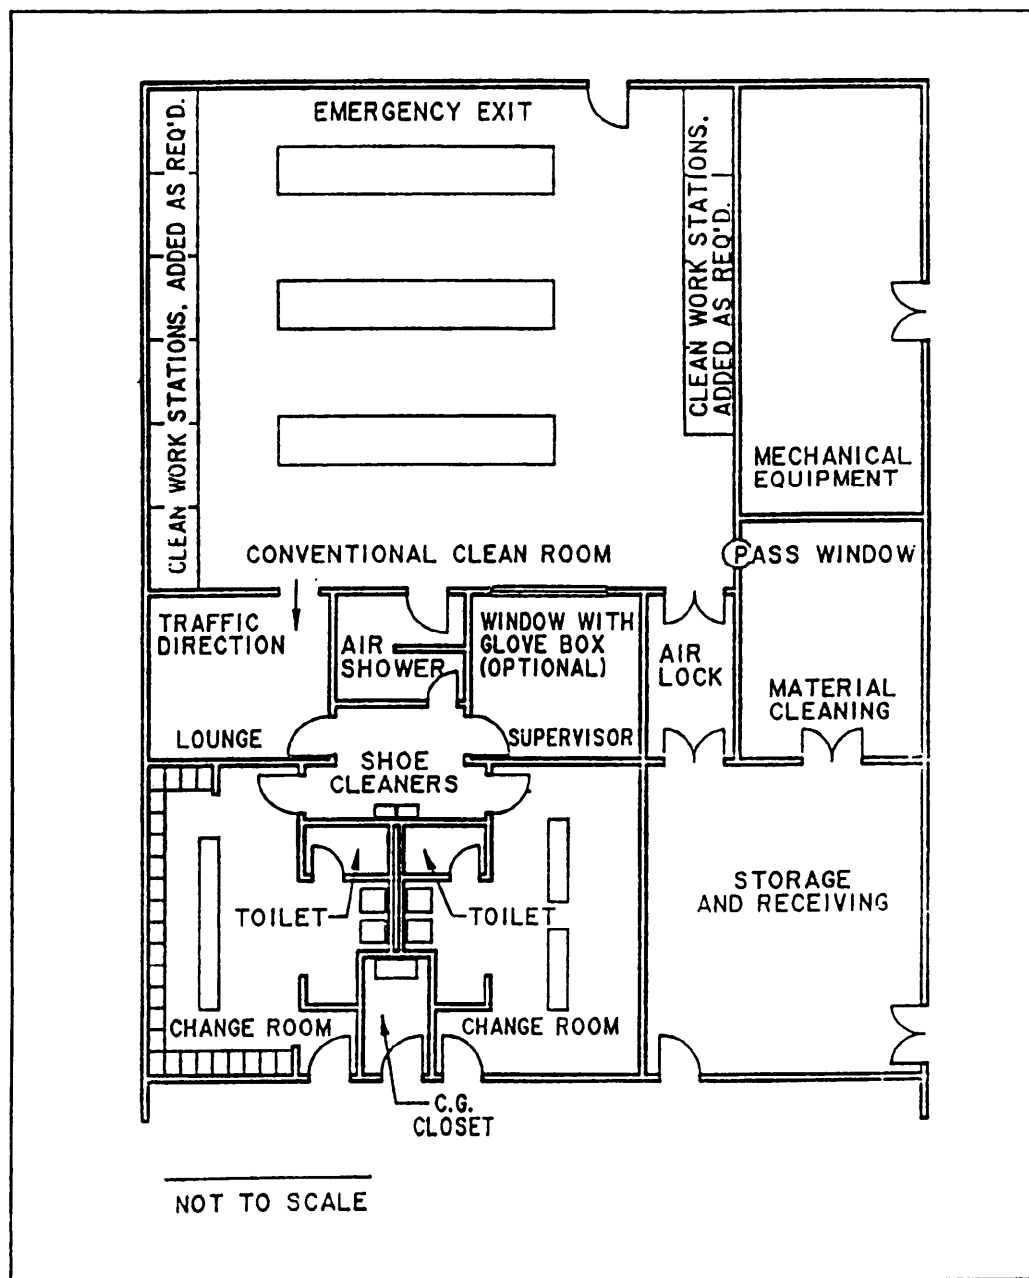 EMERGENCY EXIT
CLEAN WORK STATIONS. ADDED AS REQ'D.
CLEAN WORK STATIONS.
ADDED AS REQ'D.
MECHANICAL
EQUIPMENT
CONVENTIONAL CLEAN ROOM
PASS WINDOW
TRAFFIC
DIRECTION
AIR
SHOWER
WINDOW WITH
GLOVE BOX
(OPTIONAL)
AIR
LOCK
MATERIAL
CLEANING
LOUNGE
SUPERVISOR
SHOE
CLEANERS
STORAGE
AND RECEIVING
TOILET
TOILET
CHANGE ROOM
CHANGE ROOM
C.G.
CLOSET
NOT TO SCALE